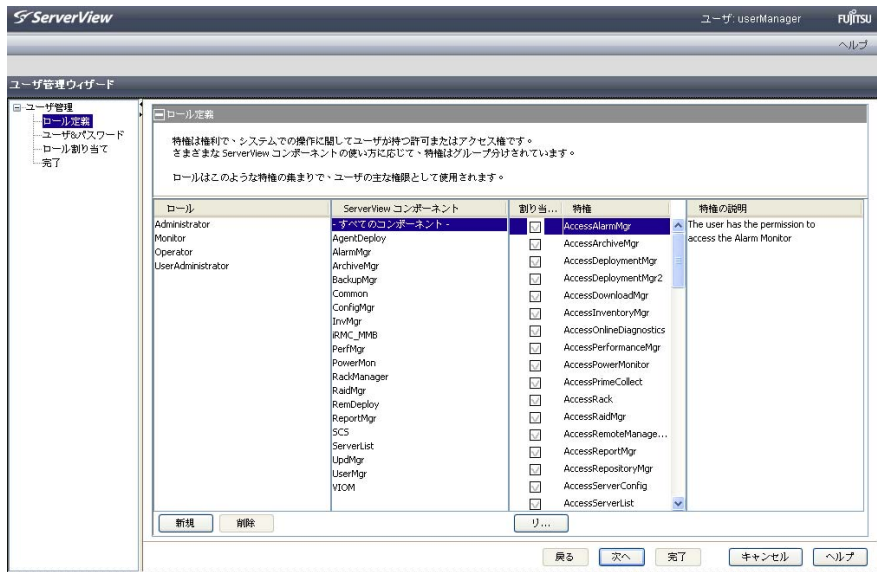 ServerView
ユーザ: userManager
FUJITSU
ヘルプ
ユーザ管理ウィザード
ユーザ管理
ロール定義
ユーザ&パスワード
ロール割り当て
完了
ロール定義
特権は権利で、システムでの操作に関してユーザが持つ許可またはアクセス権です。
さまざまな ServerView コンポーネントの使い方に応じて、特権はグループ分けされています。
ロールはこのような特権の集まりで、ユーザの主な権限として使用されます。
ロール
Administrator
Monitor
Operator
UserAdministrator
ServerView コンポーネント
- すべてのコンポーネント -
AgentDeploy
AlarmMgr
ArchiveMgr
BackupMgr
Common
ConfigMgr
InvMgr
iRMC_MMB
PerfMgr
PowerMon
RackManager
RaidMgr
RemDeploy
ReportMgr
SCS
ServerList
UpdMgr
UserMgr
VIOM
割り当... 特権
AccessAlarmMgr
AccessArchiveMgr
AccessDeploymentMgr
AccessDeploymentMgr2
AccessDownloadMgr
AccessInventoryMgr
AccessOnlineDiagnostics
AccessPerformanceMgr
AccessPowerMonitor
AccessPrimeCollect
AccessRack
AccessRaidMgr
AccessRemoteManage...
AccessReportMgr
AccessRepositoryMgr
AccessServerConfig
AccessServerList
特権の説明
The user has the permission to
access the Alarm Monitor
新規 削除 リ...
戻る 次へ 完了 キャンセル ヘルプ